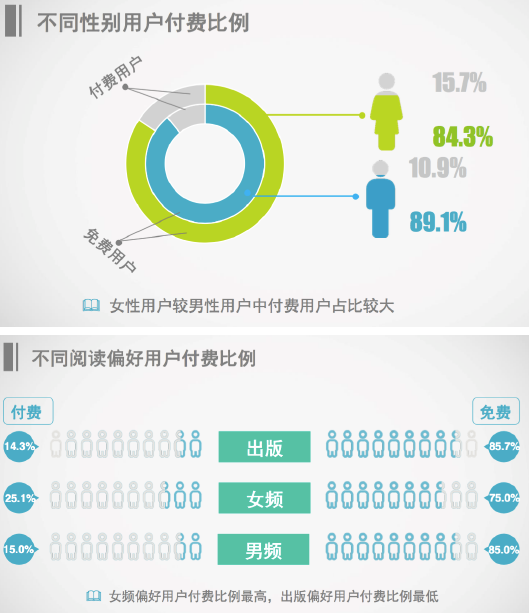 不同性别用户付费比例
付费用户
15.7%
84.3%
10.9%
89.1%
免费用户
女性用户较男性用户中付费用户占比较大
不同阅读偏好用户付费比例
付费
免费
14.3%
出版
85.7%
25.1%
女频
75.0%
15.0%
男频
85.0%
女频偏好用户付费比例最高，出版偏好用户付费比例最低